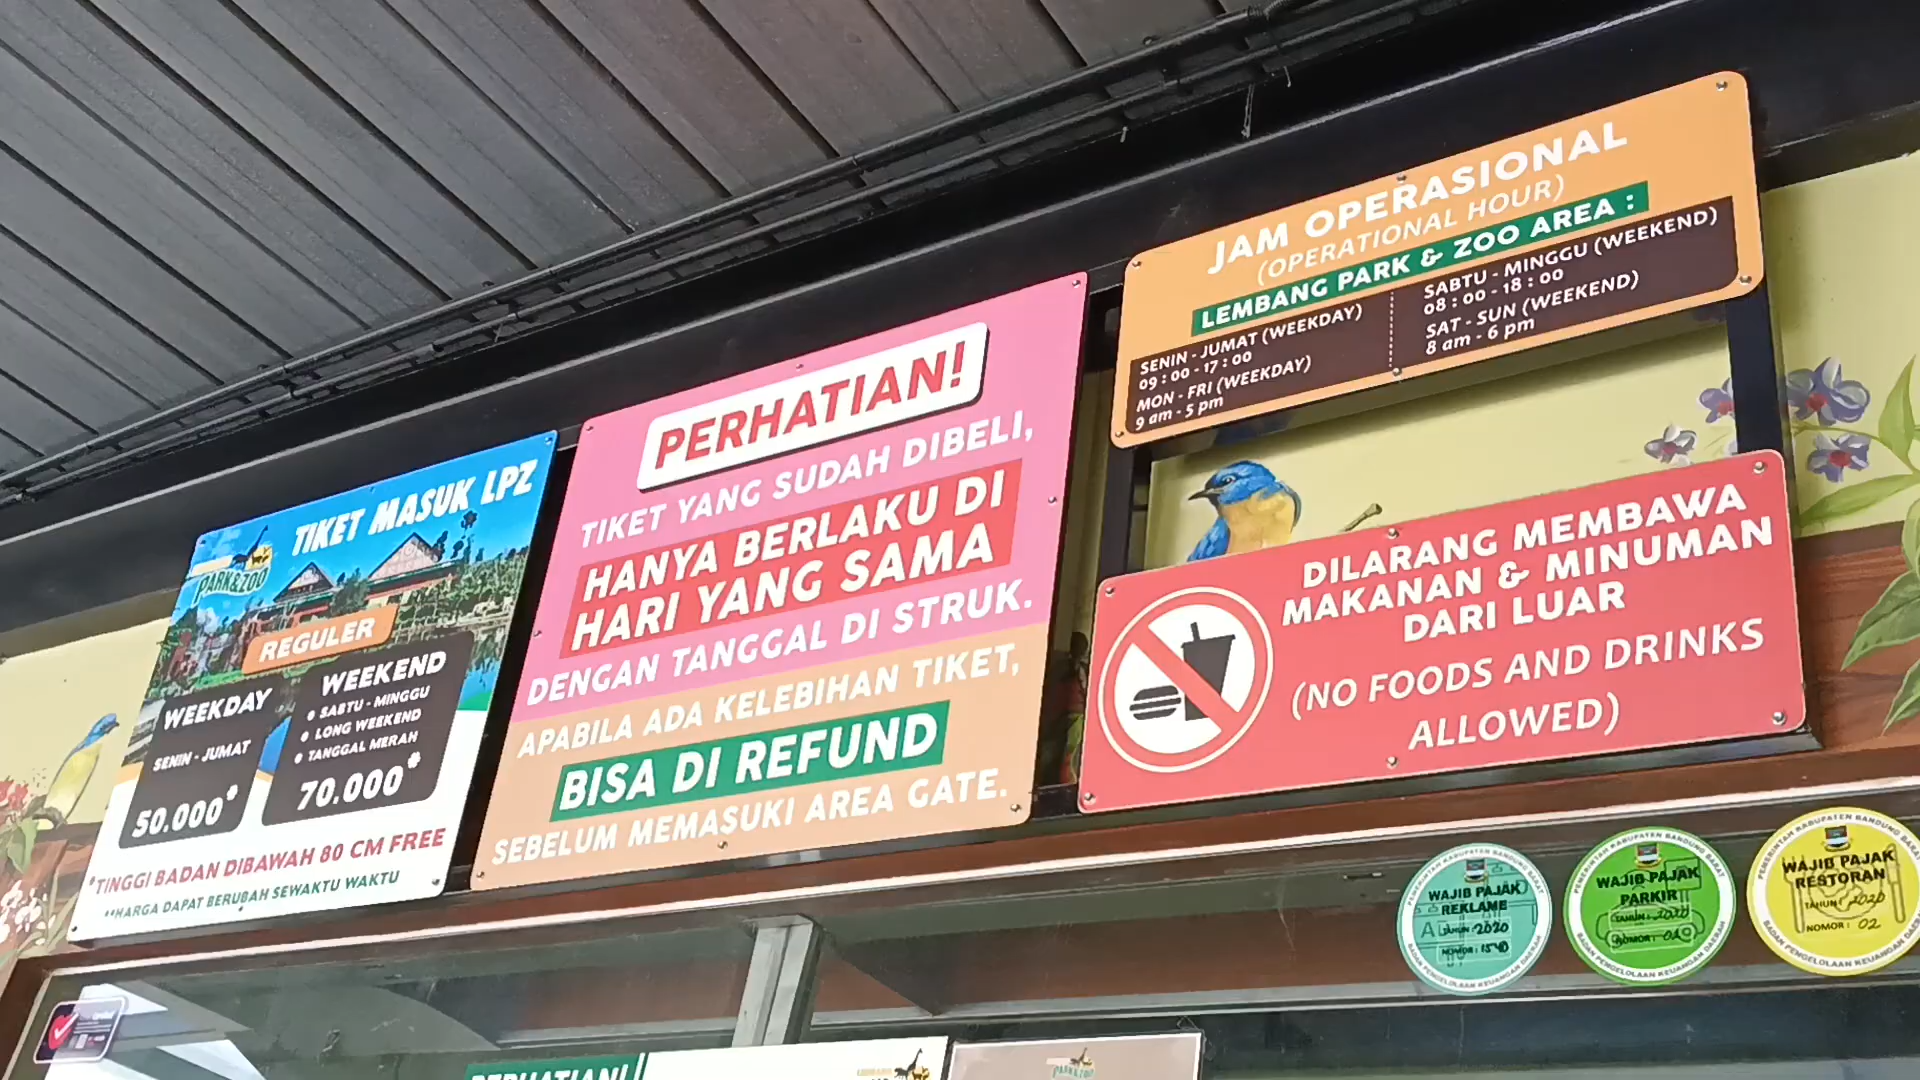 TIKET MASUK LPZ
PARK&ZOO
REGULER
WEEKDAY
SENIN - JUMAT
50.000*
WEEKEND
SABTU - MINGGU
LONG WEEKEND
TANGGAL MERAH
70.000*
*TINGGI BADAN DIBAWAH 80 CM FREE
**HARGA DAPAT BERUBAH SEWAKTU WAKTU
PERHATIAN!
TIKET YANG SUDAH DIBELI,
HANYA BERLAKU DI
HARI YANG SAMA
DENGAN TANGGAL DI STRUK.
APABILA ADA KELEBIHAN TIKET,
BISA DI REFUND
SEBELUM MEMASUKI AREA GATE.
JAM OPERASIONAL
(OPERATIONAL HOUR)
LEMBANG PARK & ZOO AREA :
SENIN - JUMAT (WEEKDAY)
09 : 00 - 17 : 00
MON - FRI (WEEKDAY)
9 am - 5 pm
SABTU - MINGGU (WEEKEND)
08 : 00 - 18 : 00
SAT - SUN (WEEKEND)
8 am - 6 pm
DILARANG MEMBAWA
MAKANAN & MINUMAN
DARI LUAR
(NO FOODS AND DRINKS
ALLOWED)
PEMERINTAH KABUPATEN BANDUNG BARAT
WAJIB PAJAK
REKLAME
TAHUN : 2020
NOMOR :
BADAN PENGELOLAAN KEUANGAN DAERAH
PEMERINTAH KABUPATEN BANDUNG BARAT
WAJIB PAJAK
PARKIR
TAHUN : 2020
NOMOR : 02
BADAN PENGELOLAAN KEUANGAN DAERAH
PEMERINTAH KABUPATEN BANDUNG BARAT
WAJIB PAJAK
RESTORAN
TAHUN : 2020
NOMOR : 02
BADAN PENGELOLAAN KEUANGAN DAERAH
PERHATIAN!
PARK&ZOO